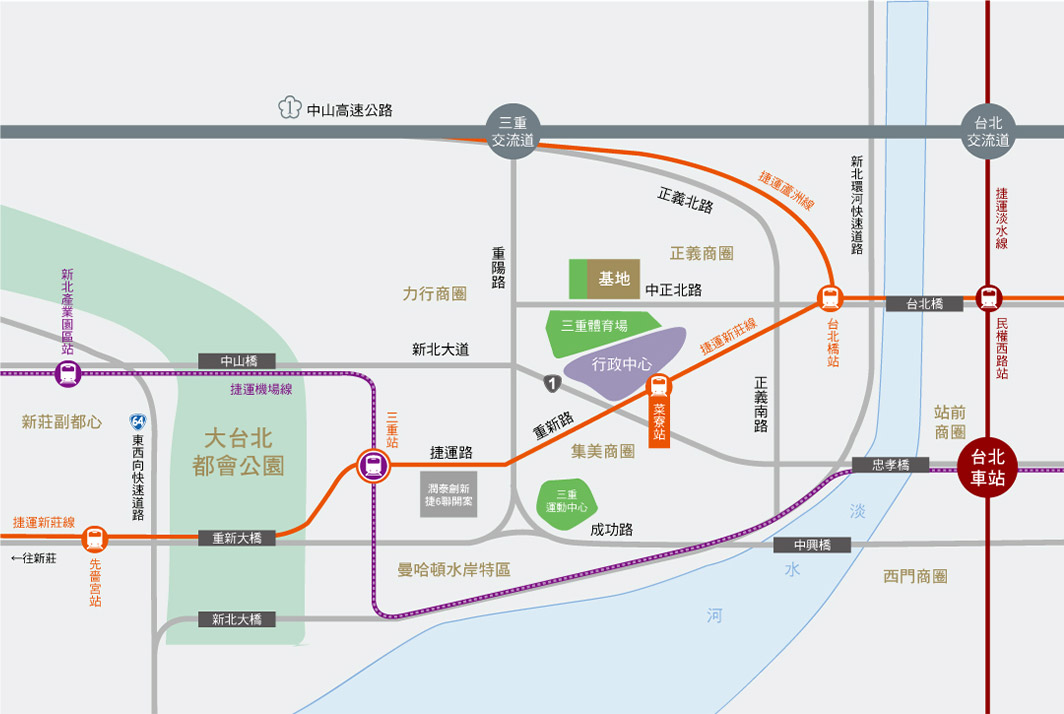 1
中山高速公路
三重
交流道
台北
交流道
捷運蘆洲線
新北環河快速道路
捷運淡水線
正義北路
正義商圈
重陽路
新北產業園區站
基地
中正北路
力行商圈
台北橋
三重體育場
台北橋站
民權西路站
捷運新莊線
新北大道
中山橋
行政中心
1
捷運機場線
正義南路
菜寮站
三重站
站前
商圈
新莊副都心
64
東西向快速道路
大台北
都會公園
重新路
集美商圈
捷運路
忠孝橋
台北
車站
潤泰創新
捷6聯開案
三重
運動中心
淡
捷運新莊線
成功路
重新大橋
中興橋
←往新莊
先嗇宮站
曼哈頓水岸特區
水
西門商圈
新北大橋
河